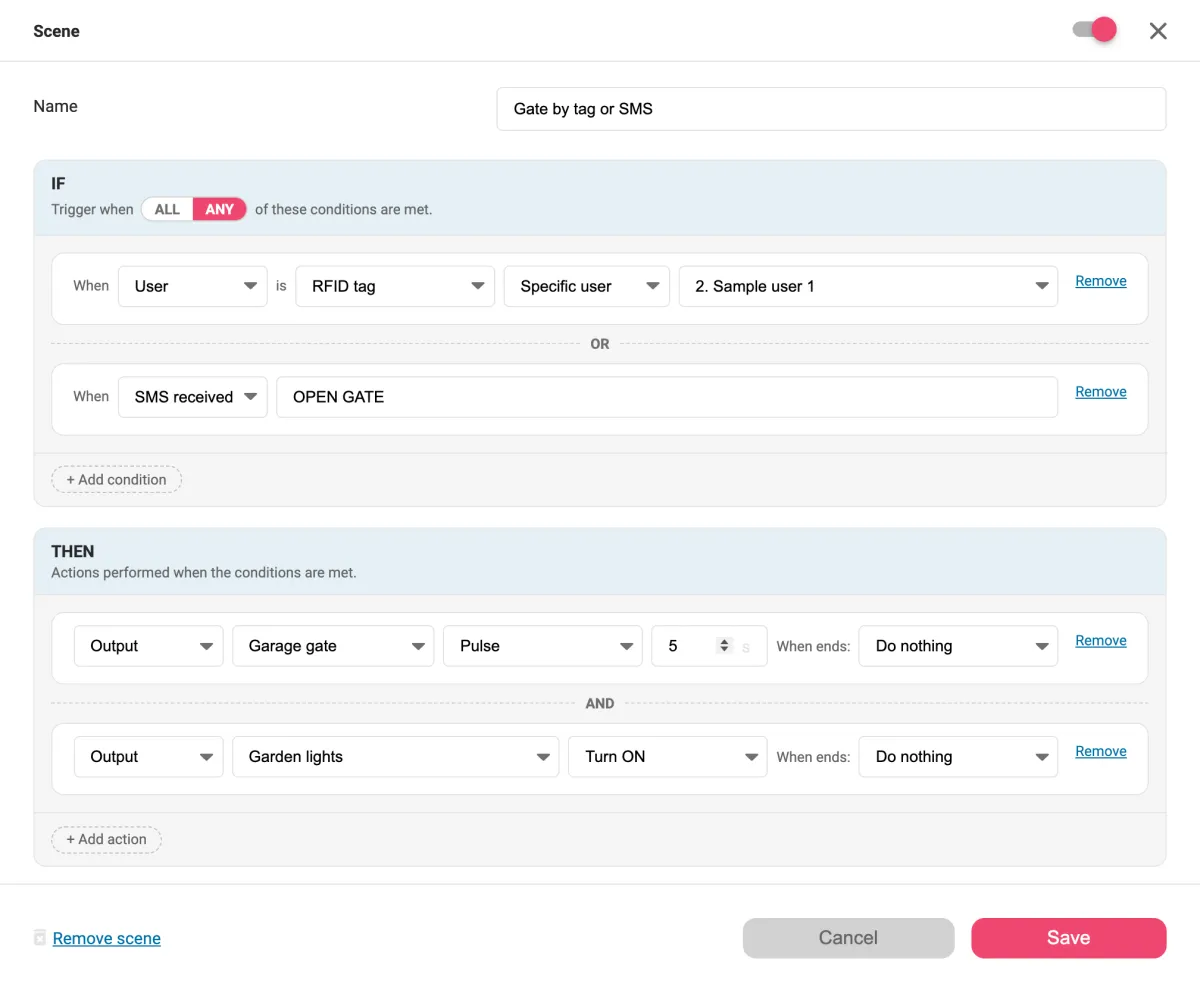 Scene
Name
Gate by tag or SMS
IF
Trigger when ALL ANY of these conditions are met.
When User is RFID tag Specific user 2. Sample user 1 Remove
OR
When SMS received OPEN GATE Remove
+ Add condition
THEN
Actions performed when the conditions are met.
Output Garage gate Pulse 5 s When ends: Do nothing Remove
AND
Output Garden lights Turn ON When ends: Do nothing Remove
+ Add action
Remove scene Cancel Save